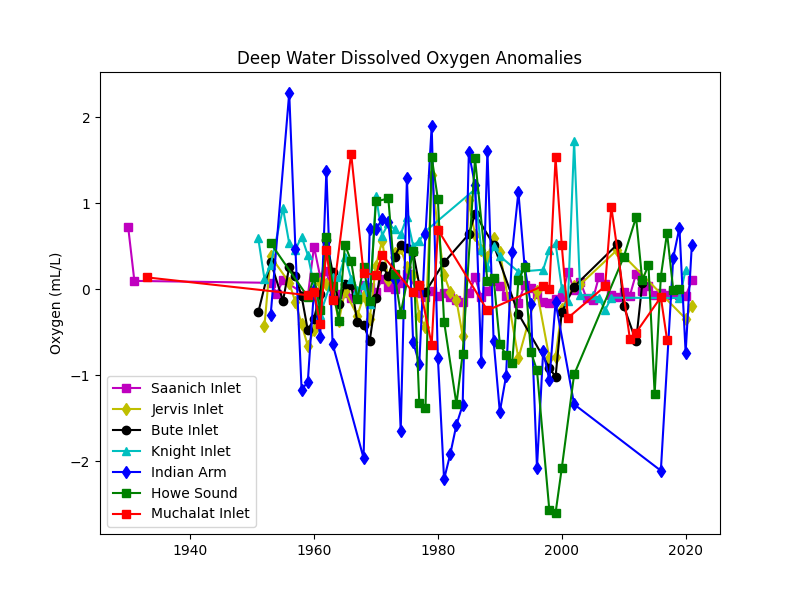 Deep Water Dissolved Oxygen Anomalies
Oxygen (mL/L)
2
1
0
−1
−2
Saanich Inlet
Jervis Inlet
Bute Inlet
Knight Inlet
Indian Arm
Howe Sound
Muchalat Inlet
1940 1960 1980 2000 2020